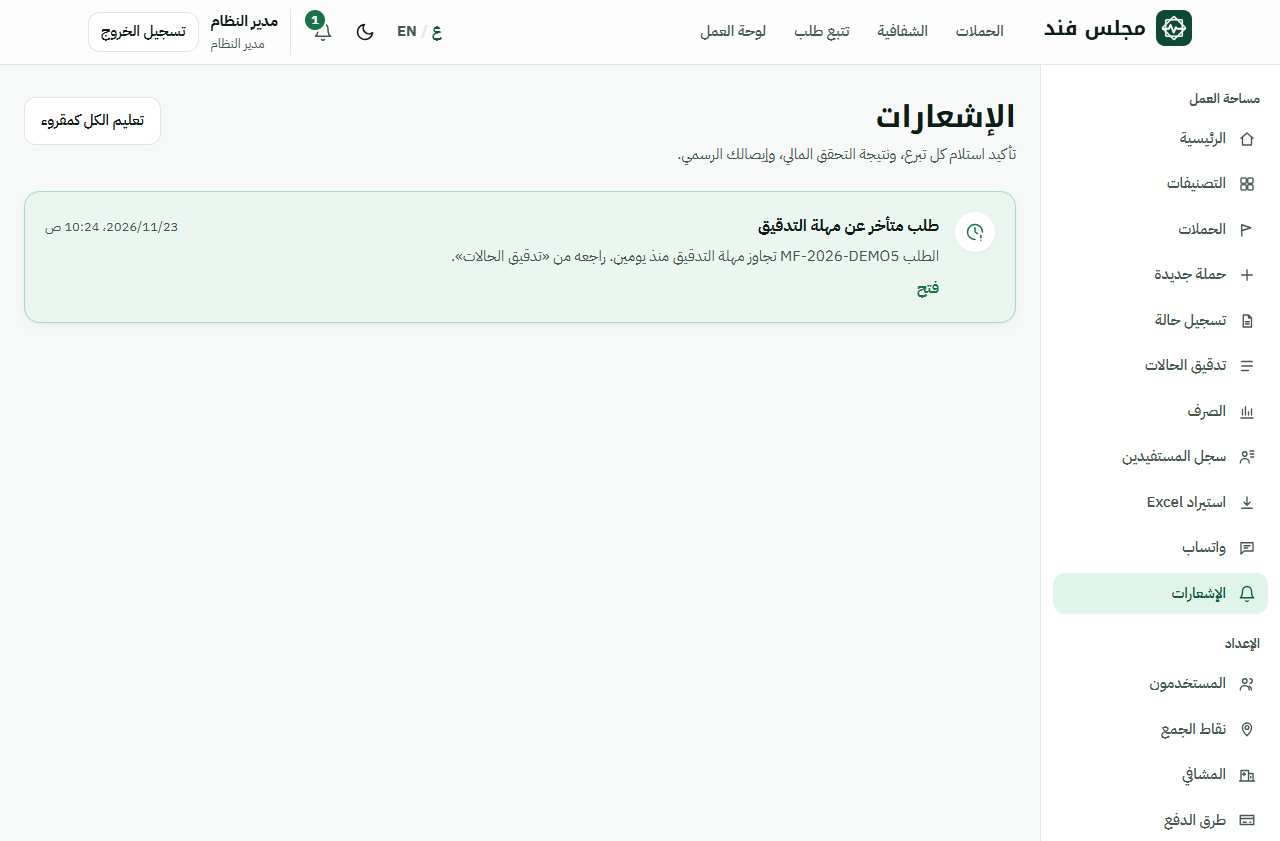 مجلس فند
الحملات
الشفافية
تتبع طلب
لوحة العمل
ع / EN
1
مدير النظام
مدير النظام
تسجيل الخروج
مساحة العمل
الرئيسية
التصنيفات
الحملات
حملة جديدة
تسجيل حالة
تدقيق الحالات
الصرف
سجل المستفيدين
استيراد Excel
واتساب
الإشعارات
الإعداد
المستخدمون
نقاط الجمع
المشافي
طرق الدفع
الإشعارات
تأكيد استلام كل تبرع، ونتيجة التحقق المالي، وإيصالك الرسمي.
تعليم الكل كمقروء
طلب متأخر عن مهلة التدقيق
2026/11/23، 10:24 ص
الطلب MF-2026-DEMO5 تجاوز مهلة التدقيق منذ يومين. راجعه من «تدقيق الحالات».
فتح